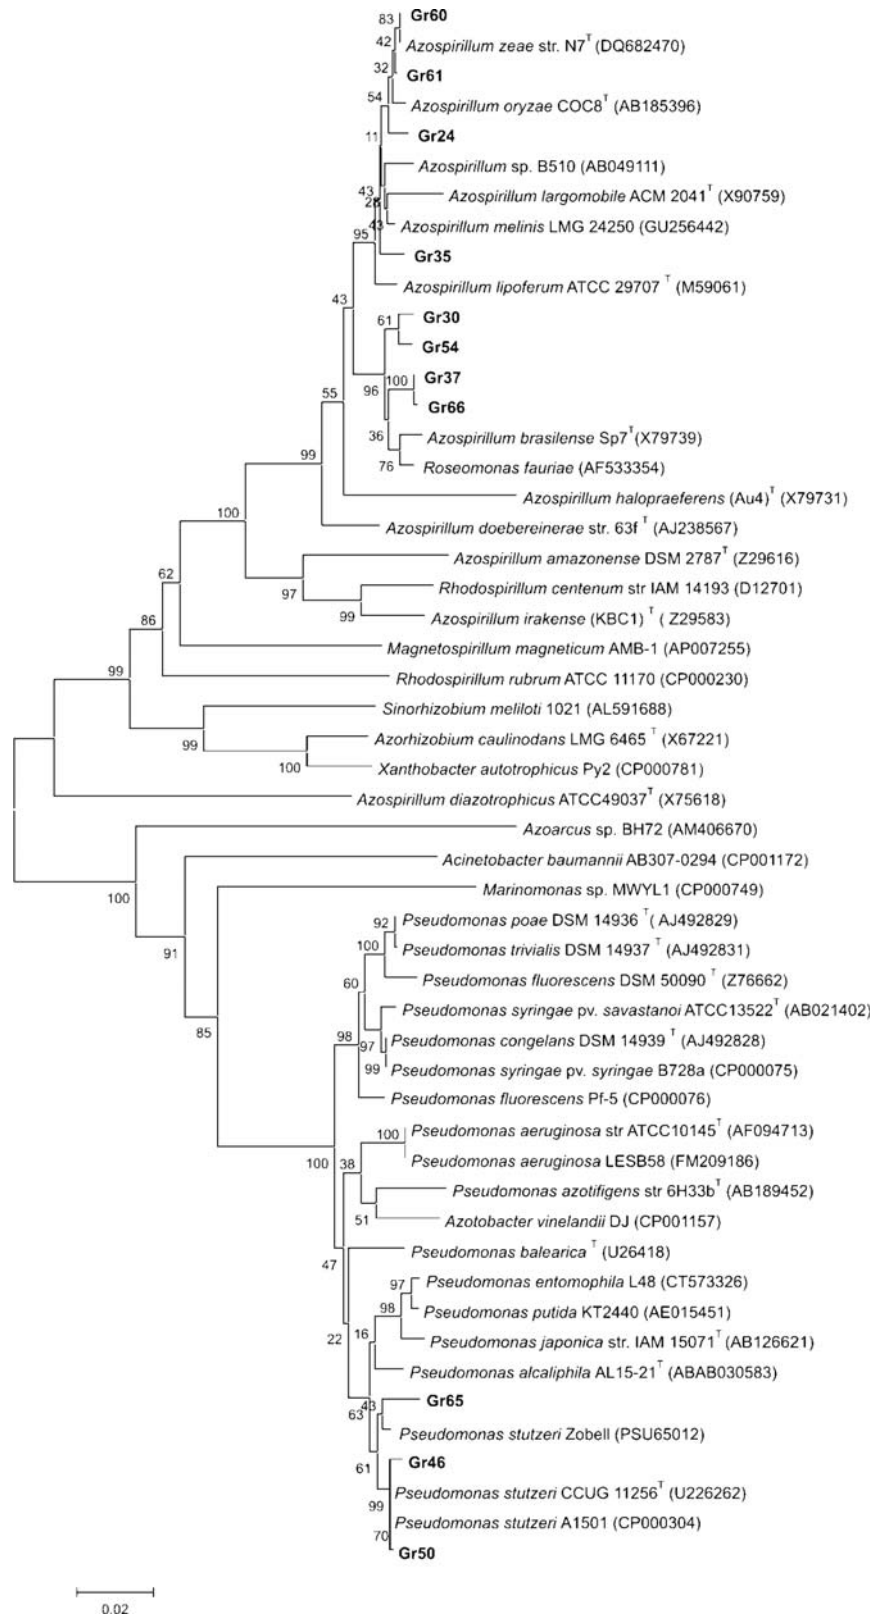 83 Gr60
42 Azospirillum zeae str. N7T (DQ682470)
32 Gr61
54 Azospirillum oryzae COC8T (AB185396)
11 Gr24
Azospirillum sp. B510 (AB049111)
43 Azospirillum largomobile ACM 2041T (X90759)
28
43 Azospirillum melinis LMG 24250 (GU256442)
95 Gr35
Azospirillum lipoferum ATCC 29707 T (M59061)
43
61 Gr30
Gr54
100 Gr37
96
55 Gr66
36 Azospirillum brasilense Sp7T(X79739)
99 76 Roseomonas fauriae (AF533354)
Azospirillum halopraeferens (Au4)T (X79731)
100
Azospirillum doebereinerae str. 63f T (AJ238567)
Azospirillum amazonense DSM 2787T (Z29616)
62 97 Rhodospirillum centenum str IAM 14193 (D12701)
99 Azospirillum irakense (KBC1) T ( Z29583)
86
Magnetospirillum magneticum AMB-1 (AP007255)
99 Rhodospirillum rubrum ATCC 11170 (CP000230)
Sinorhizobium meliloti 1021 (AL591688)
99 Azorhizobium caulinodans LMG 6465 T (X67221)
100 Xanthobacter autotrophicus Py2 (CP000781)
Azospirillum diazotrophicus ATCC49037T (X75618)
Azoarcus sp. BH72 (AM406670)
Acinetobacter baumannii AB307-0294 (CP001172)
100 Marinomonas sp. MWYL1 (CP000749)
92 Pseudomonas poae DSM 14936 T ( AJ492829)
91 100 Pseudomonas trivialis DSM 14937 T (AJ492831)
60 Pseudomonas fluorescens DSM 50090 T (Z76662)
Pseudomonas syringae pv. savastanoi ATCC13522T (AB021402)
85 98 97 Pseudomonas congelans DSM 14939 T (AJ492828)
99 Pseudomonas syringae pv. syringae B728a (CP000075)
Pseudomonas fluorescens Pf-5 (CP000076)
100 Pseudomonas aeruginosa str ATCC10145T (AF094713)
100 38 Pseudomonas aeruginosa LESB58 (FM209186)
Pseudomonas azotifigens str 6H33bT (AB189452)
51 Azotobacter vinelandii DJ (CP001157)
47 Pseudomonas balearica T (U26418)
97 Pseudomonas entomophila L48 (CT573326)
98 Pseudomonas putida KT2440 (AE015451)
22 16 Pseudomonas japonica str. IAM 15071T (AB126621)
Pseudomonas alcaliphila AL15-21T (ABAB030583)
63 43 Gr65
Pseudomonas stutzeri Zobell (PSU65012)
61 Gr46
Pseudomonas stutzeri CCUG 11256T (U226262)
99
70 Pseudomonas stutzeri A1501 (CP000304)
Gr50
0.02